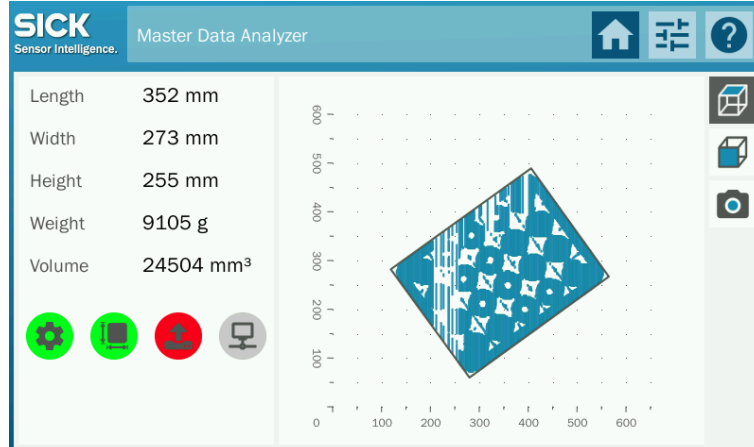 SICK
Sensor Intelligence.
Master Data Analyzer
Length 352 mm
Width 273 mm
Height 255 mm
Weight 9105 g
Volume 24504 mm³
600
500
400
300
200
100
0 100 200 300 400 500 600